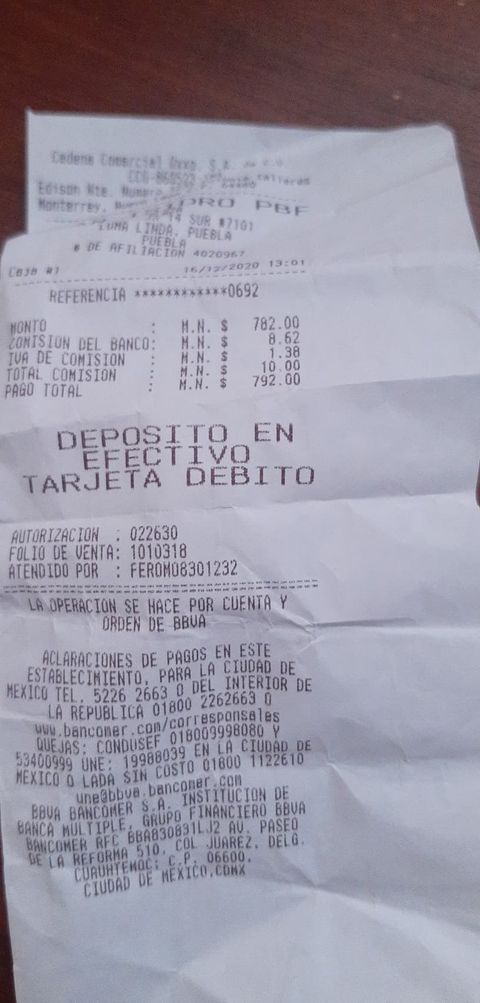 Cadena Comercial Oxxo, S.A. de C.V.
Edison Nte. Numero
Monterrey,
PRO PBF
14 SUR #7101
LOMA LINDA, PUEBLA
PUEBLA
# DE AFILIACION 4020967
CAJA #1 16/12/2020 13:01
REFERENCIA ************0692
MONTO : M.N. $ 782.00
COMISION DEL BANCO: M.N. $ 8.62
IVA DE COMISION : M.N. $ 1.38
TOTAL COMISION : M.N. $ 10.00
PAGO TOTAL : M.N. $ 792.00
DEPOSITO EN
EFECTIVO
TARJETA DEBITO
AUTORIZACION : 022630
FOLIO DE VENTA: 1010318
ATENDIDO POR : FEROMO8301232
LA OPERACION SE HACE POR CUENTA Y
ORDEN DE BBVA
ACLARACIONES DE PAGOS EN ESTE
ESTABLECIMIENTO, PARA LA CIUDAD DE
MEXICO TEL. 5226 2663 O DEL INTERIOR DE
LA REPUBLICA 01800 2262663 O
www.bancomer.com/corresponsales
QUEJAS: CONDUSEF 018009998080 Y
53400999 UNE: 19988039 EN LA CIUDAD DE
MEXICO O LADA SIN COSTO 01800 1122610
une@bbva.bancomer.com
BBVA BANCOMER S.A. INSTITUCION DE
BANCA MULTIPLE, GRUPO FINANCIERO BBVA
BANCOMER RFC BBA830831LJ2 AV. PASEO
DE LA REFORMA 510, COL JUAREZ, DELG.
CUAUHTEMOC; C.P. 06600,
CIUDAD DE MEXICO,CDMX